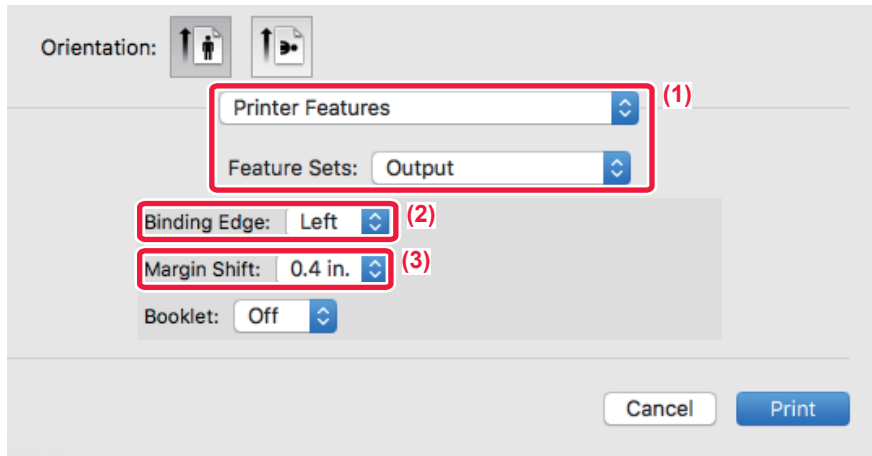 Orientation:
Printer Features (1)
Feature Sets: Output
Binding Edge: Left (2)
Margin Shift: 0.4 in. (3)
Booklet: Off
Cancel Print